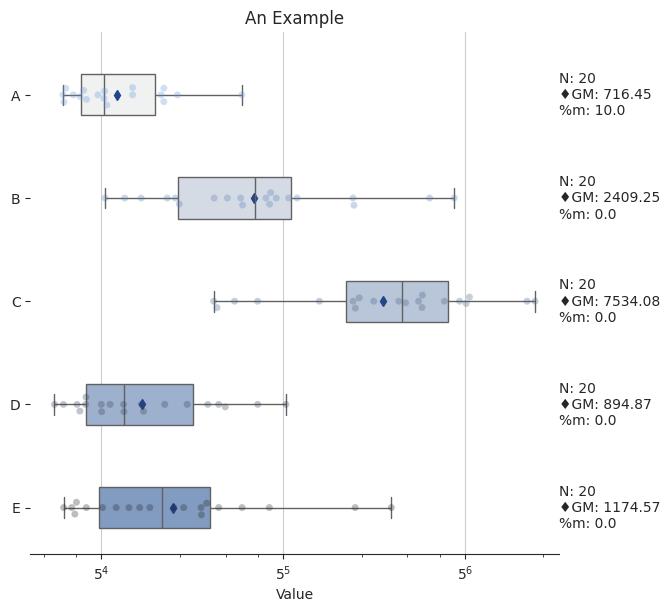 An Example
A
N: 20
♦GM: 716.45
%m: 10.0
B
N: 20
♦GM: 2409.25
%m: 0.0
C
N: 20
♦GM: 7534.08
%m: 0.0
D
N: 20
♦GM: 894.87
%m: 0.0
E
N: 20
♦GM: 1174.57
%m: 0.0
5⁴ 5⁵ 5⁶
Value